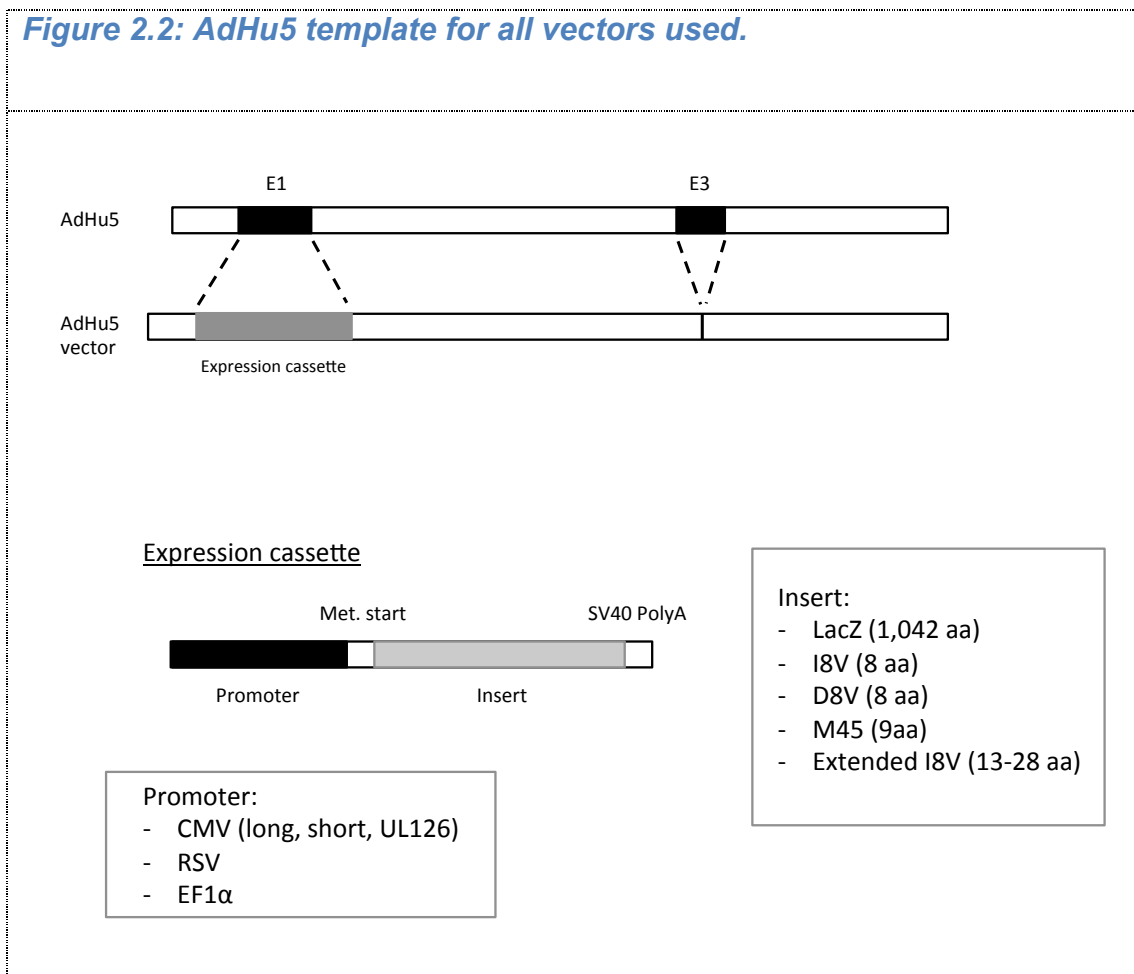 Figure 2.2: AdHu5 template for all vectors used.
E1
E3
AdHu5
AdHu5
vector
Expression cassette
Expression cassette
Met. start
SV40 PolyA
Promoter
Insert
Insert:
- LacZ (1,042 aa)
- I8V (8 aa)
- D8V (8 aa)
- M45 (9aa)
- Extended I8V (13-28 aa)
Promoter:
- CMV (long, short, UL126)
- RSV
- EF1α